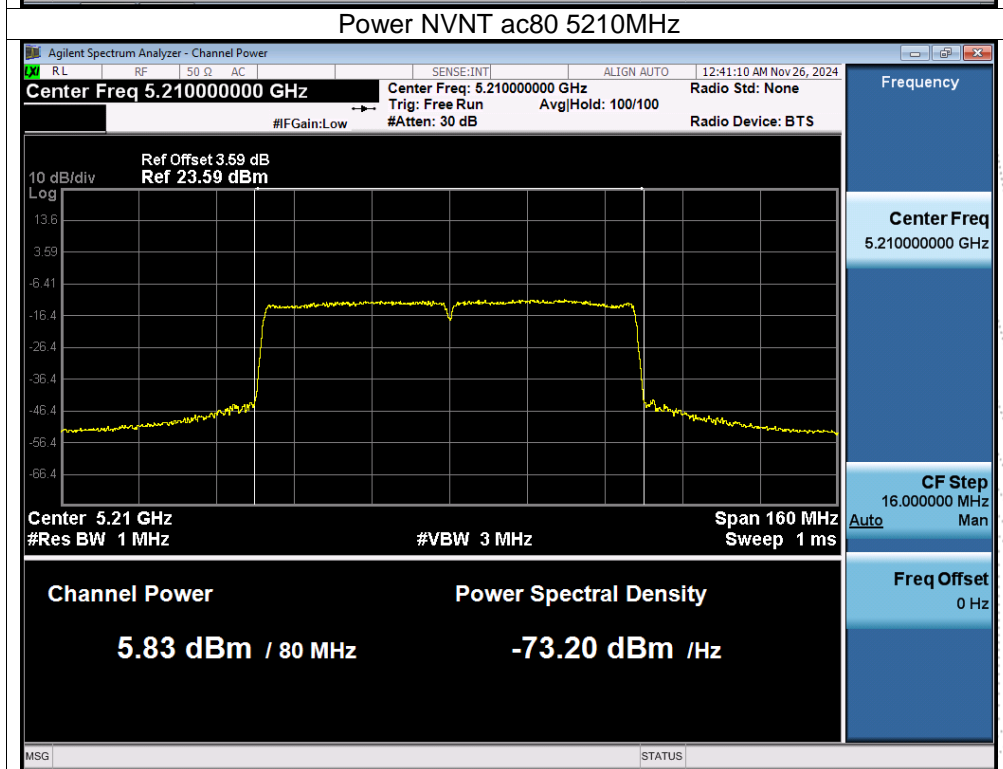 Power NVNT ac80 5210MHz
Agilent Spectrum Analyzer - Channel Power
LXI RL RF 50 Ω AC SENSE:INT ALIGN AUTO 12:41:10 AM Nov 26, 2024
Center Freq 5.210000000 GHz
Center Freq: 5.210000000 GHz Radio Std: None
Trig: Free Run Avg|Hold: 100/100
#IFGain:Low #Atten: 30 dB Radio Device: BTS
Ref Offset 3.59 dB
10 dB/div Ref 23.59 dBm
Log
13.6
3.59
-6.41
-16.4
-26.4
-36.4
-46.4
-56.4
-66.4
Center 5.21 GHz Span 160 MHz
#Res BW 1 MHz #VBW 3 MHz Sweep 1 ms
Channel Power Power Spectral Density
5.83 dBm / 80 MHz -73.20 dBm /Hz
Frequency
Center Freq
5.210000000 GHz
CF Step
16.000000 MHz
Auto Man
Freq Offset
0 Hz
MSG STATUS